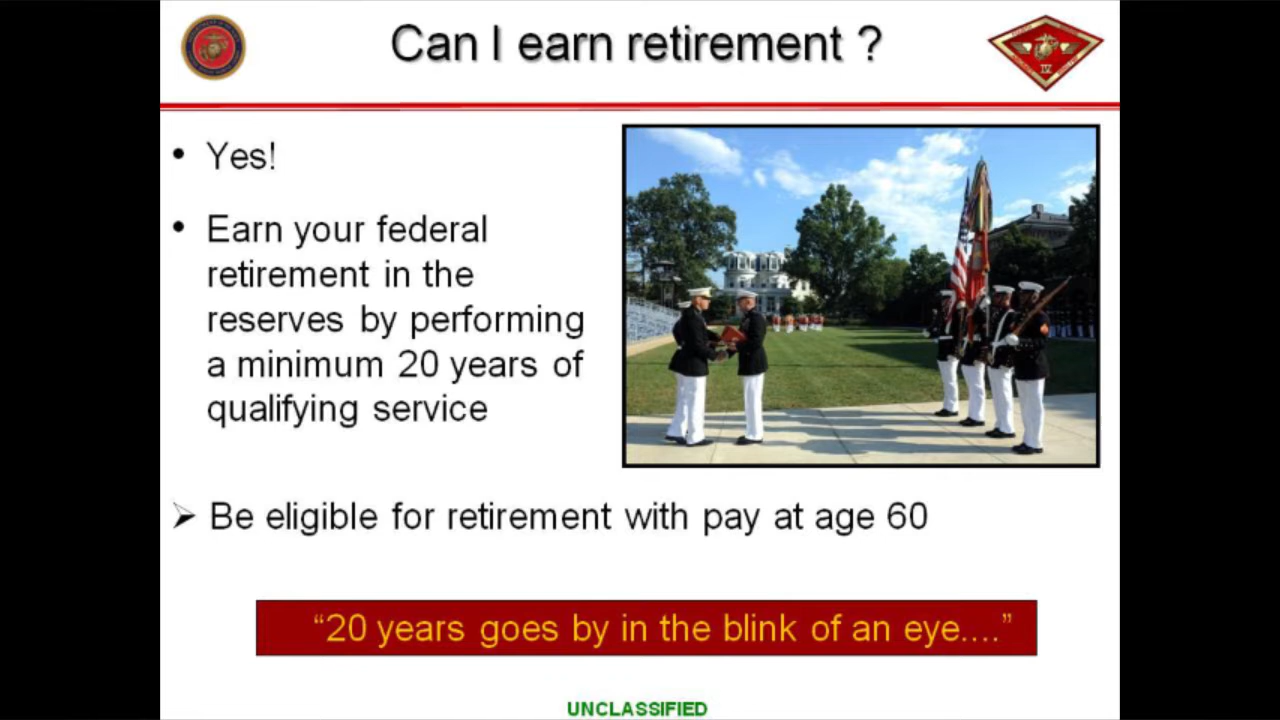 Can I earn retirement ?
IV
• Yes!
• Earn your federal
retirement in the
reserves by performing
a minimum 20 years of
qualifying service
➢ Be eligible for retirement with pay at age 60
“20 years goes by in the blink of an eye....”
UNCLASSIFIED